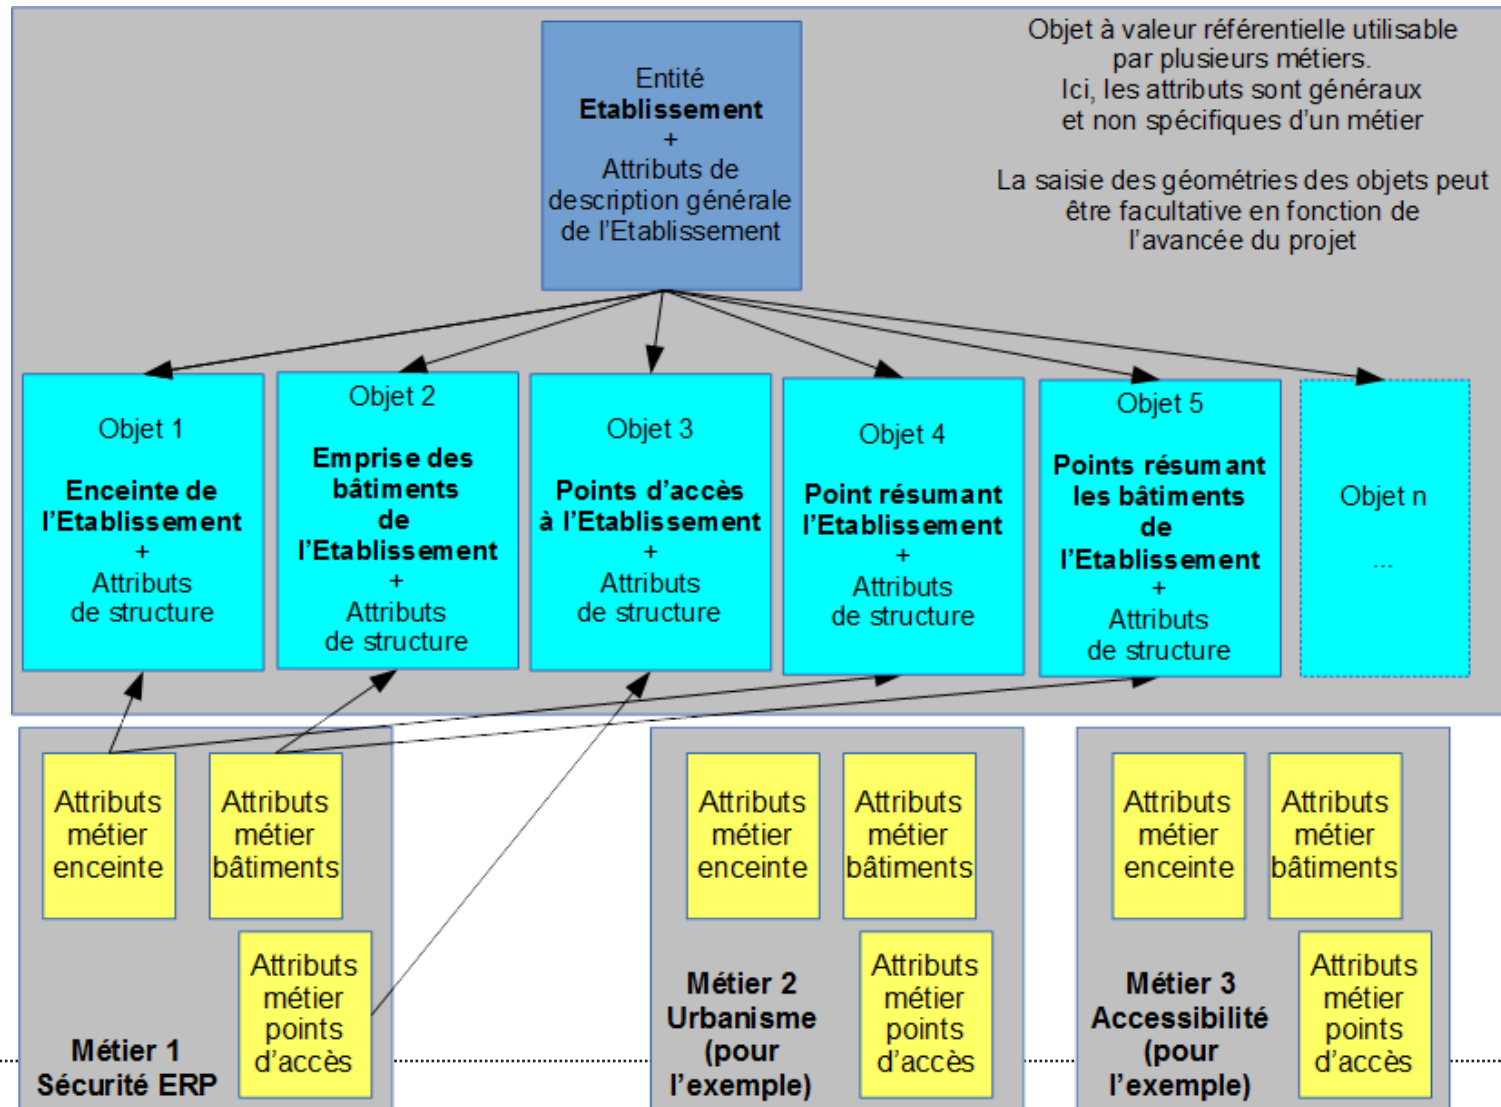 Entité
Etablissement
+
Attributs de
description générale
de l'Etablissement
Objet à valeur référentielle utilisable
par plusieurs métiers.
Ici, les attributs sont généraux
et non spécifiques d'un métier
La saisie des géométries des objets peut
être facultative en fonction de
l'avancée du projet
Objet 1
Enceinte de
l'Etablissement
+
Attributs
de structure
Objet 2
Emprise des
bâtiments
de
l'Etablissement
+
Attributs
de structure
Objet 3
Points d'accès
à l'Etablissement
+
Attributs
de structure
Objet 4
Point résumant
l'Etablissement
+
Attributs
de structure
Objet 5
Points résumant
les bâtiments
de
l'Etablissement
+
Attributs
de structure
Objet n
...
Attributs
métier
enceinte
Attributs
métier
bâtiments
Attributs
métier
points
d'accès
Métier 1
Sécurité ERP
Attributs
métier
enceinte
Attributs
métier
bâtiments
Attributs
métier
points
d'accès
Métier 2
Urbanisme
(pour
l'exemple)
Attributs
métier
enceinte
Attributs
métier
bâtiments
Attributs
métier
points
d'accès
Métier 3
Accessibilité
(pour
l'exemple)